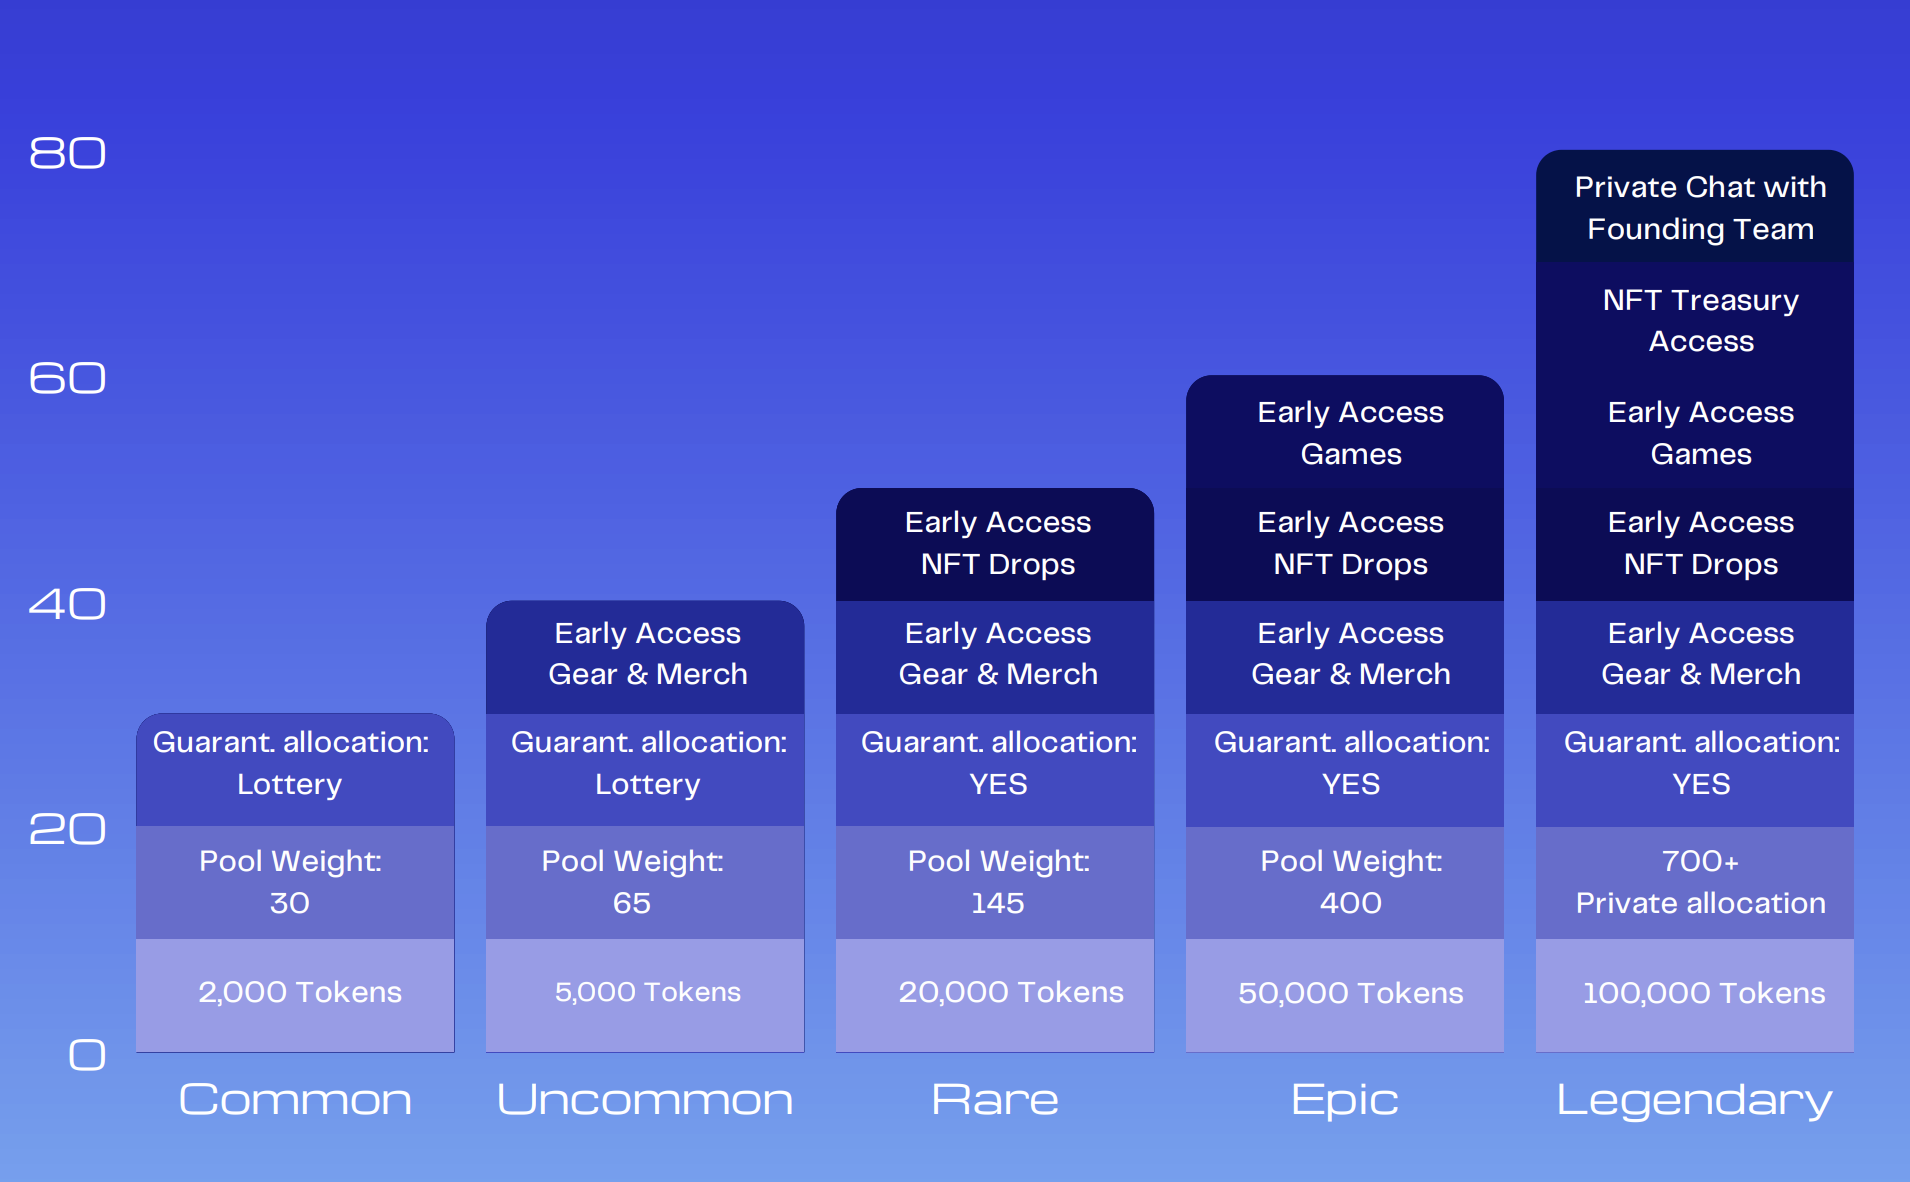 80
60
40
20
0
Guarant. allocation:
Lottery
Pool Weight:
30
2,000 Tokens
Common
Early Access
Gear & Merch
Guarant. allocation:
Lottery
Pool Weight:
65
5,000 Tokens
Uncommon
Early Access
NFT Drops
Early Access
Gear & Merch
Guarant. allocation:
YES
Pool Weight:
145
20,000 Tokens
Rare
Early Access
Games
Early Access
NFT Drops
Early Access
Gear & Merch
Guarant. allocation:
YES
Pool Weight:
400
50,000 Tokens
Epic
Private Chat with
Founding Team
NFT Treasury
Access
Early Access
Games
Early Access
NFT Drops
Early Access
Gear & Merch
Guarant. allocation:
YES
700+
Private allocation
100,000 Tokens
Legendary